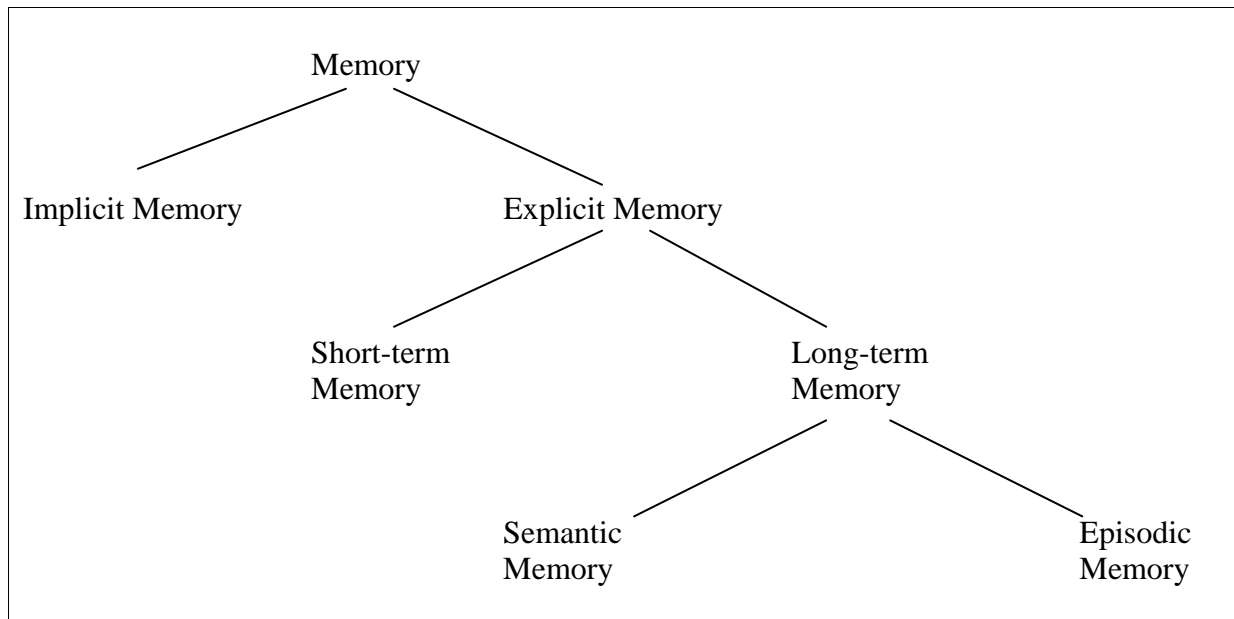 Memory
Implicit Memory
Explicit Memory
Short-term
Memory
Long-term
Memory
Semantic
Memory
Episodic
Memory